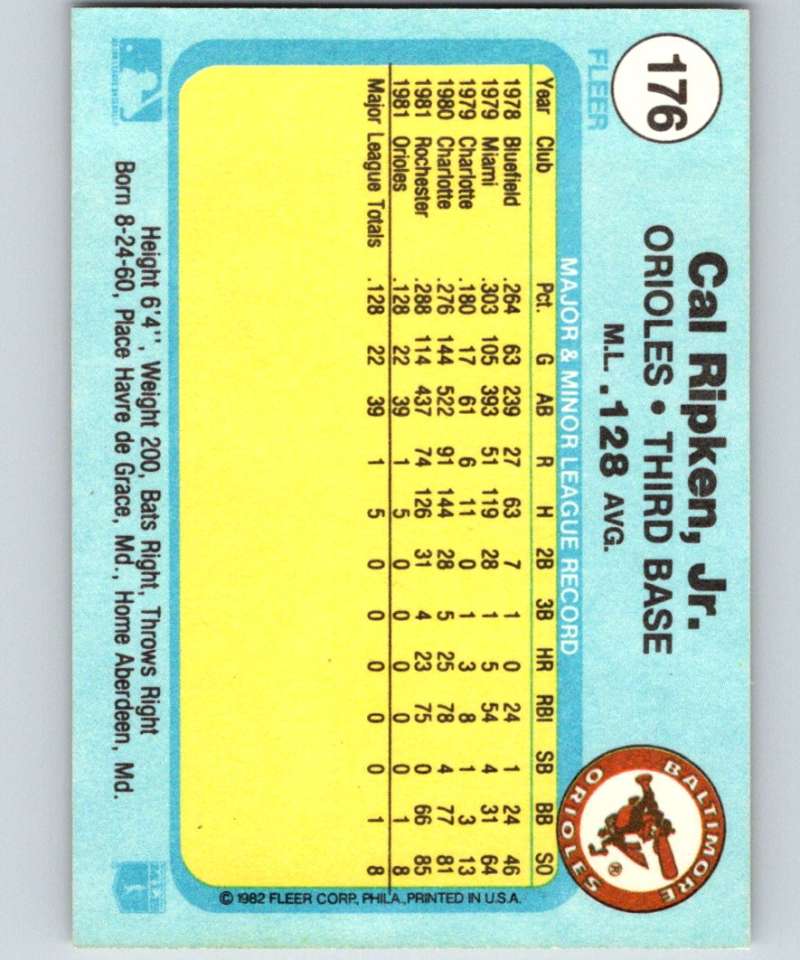 176
FLEER
Cal Ripken, Jr.
ORIOLES • THIRD BASE
M.L. .128 AVG.
BALTIMORE ORIOLES
®
MAJOR & MINOR LEAGUE RECORD
Year Club Pct. G AB R H 2B 3B HR RBI SB BB SO
1978 Bluefield .264 63 239 27 63 7 1 0 24 1 24 46
1979 Miami .303 105 393 51 119 28 1 5 54 4 31 64
1979 Charlotte .180 17 61 6 11 0 1 3 8 1 3 13
1980 Charlotte .276 144 522 91 144 28 5 25 78 4 77 81
1981 Rochester .288 114 437 74 126 31 4 23 75 0 66 85
1981 Orioles .128 22 39 1 5 0 0 0 0 0 1 8
Major League Totals .128 22 39 1 5 0 0 0 0 0 1 8
© 1982 FLEER CORP., PHILA., PRINTED IN U.S.A.
Height 6'4", Weight 200, Bats Right, Throws Right
Born 8-24-60, Place Havre de Grace, Md., Home Aberdeen, Md.